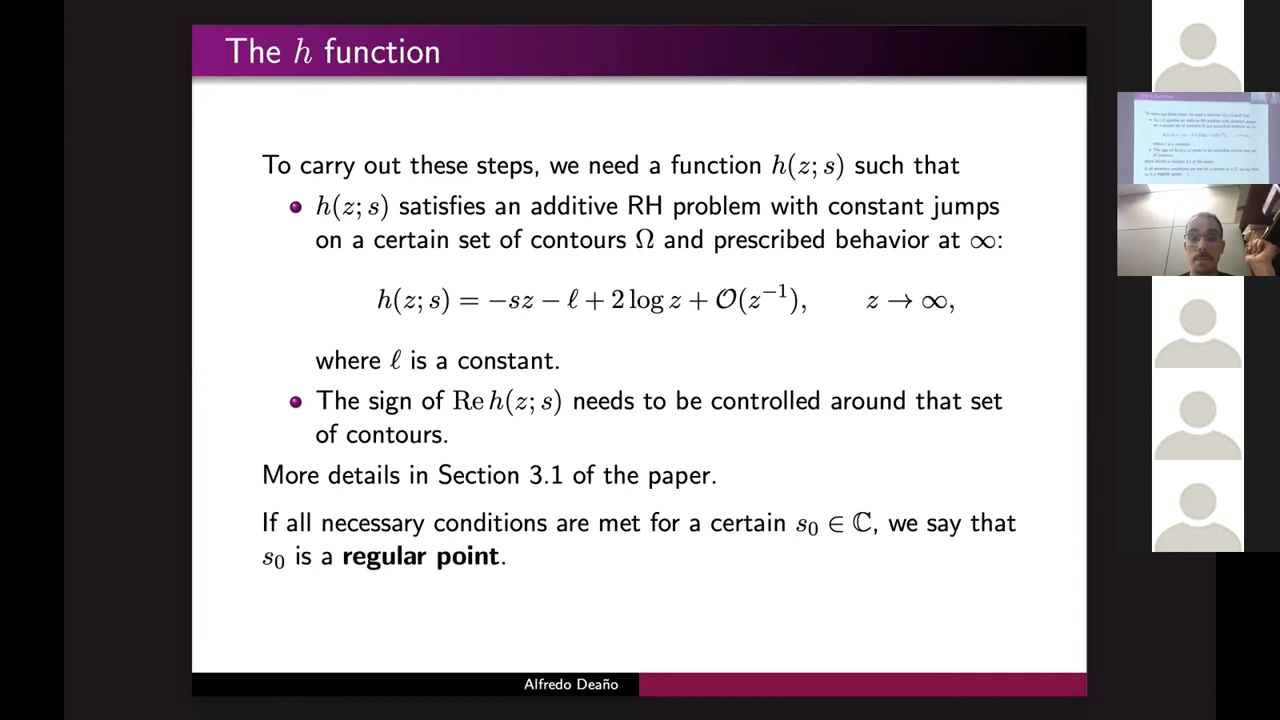 The h function
To carry out these steps, we need a function h(z; s) such that
h(z; s) satisfies an additive RH problem with constant jumps
on a certain set of contours Ω and prescribed behavior at ∞:
h(z; s) = −sz − ℓ + 2 log z + 𝒪(z⁻¹), z → ∞,
where ℓ is a constant.
The sign of Re h(z; s) needs to be controlled around that set
of contours.
More details in Section 3.1 of the paper.
If all necessary conditions are met for a certain s₀ ∈ ℂ, we say that
s₀ is a regular point.
Alfredo Deaño